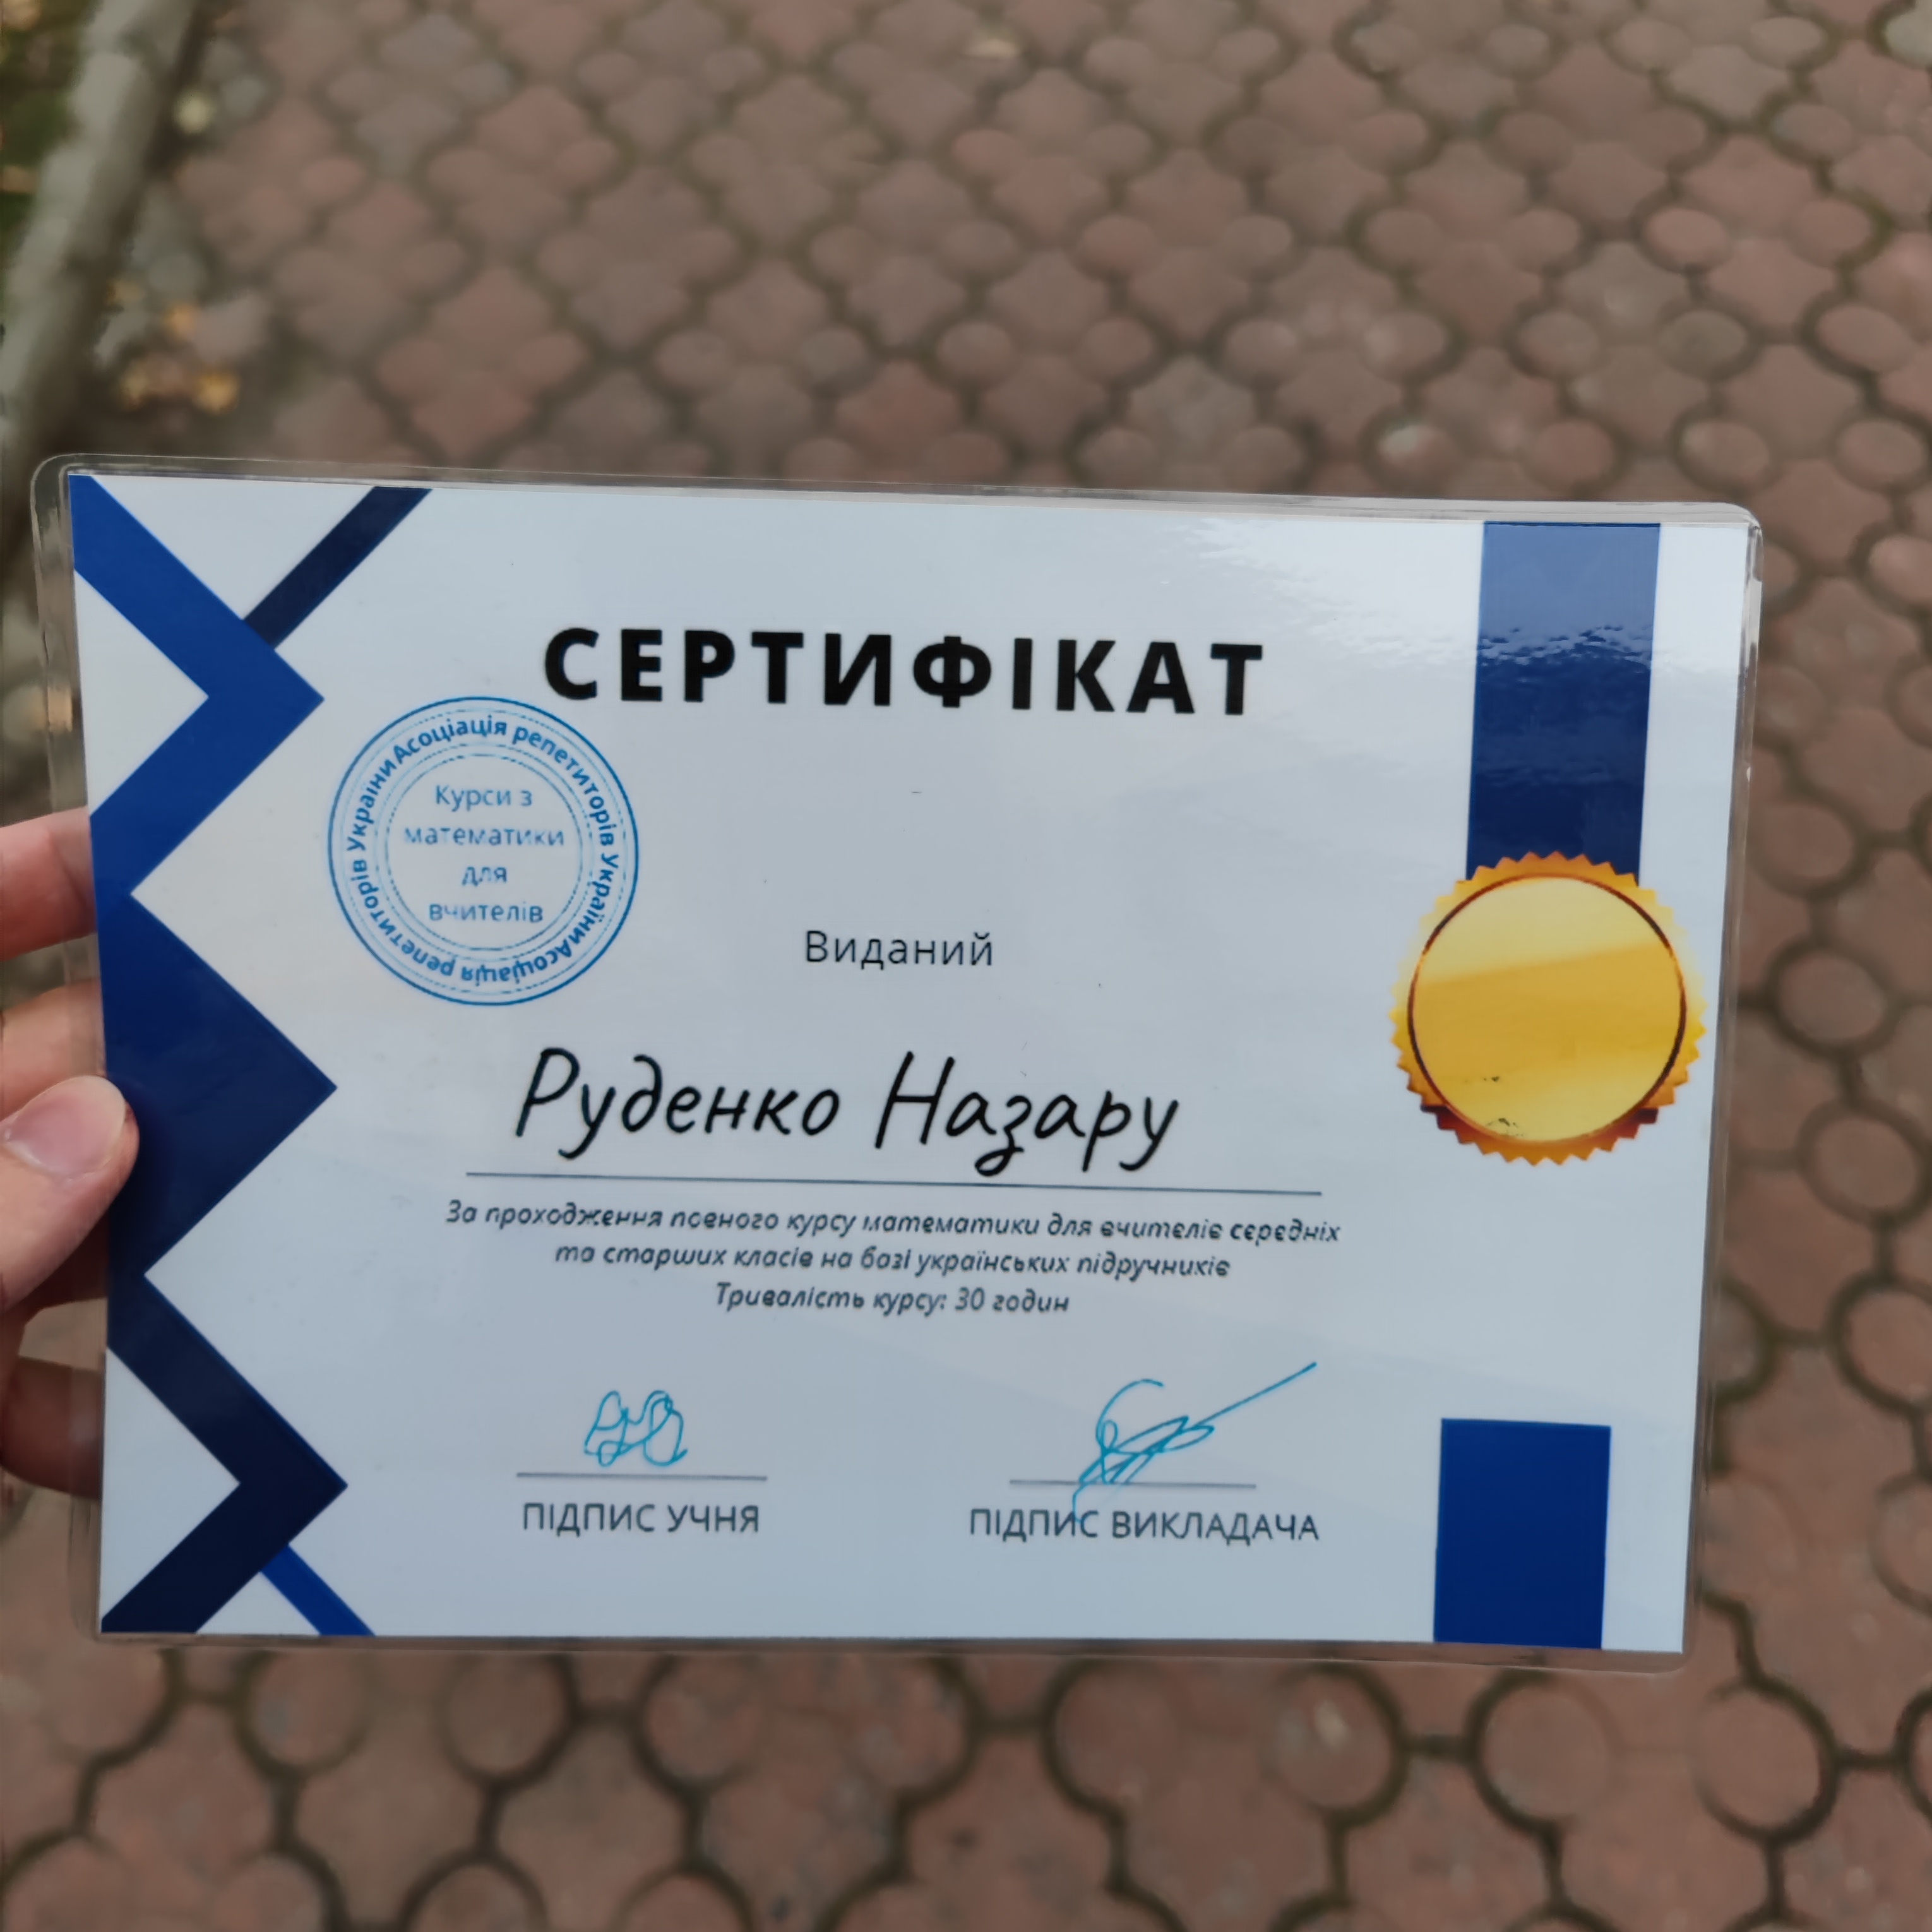 СЕРТИФІКАТ
Асоціація репетиторів України Асоціація репетиторів України
Курси з
математики
для
вчителів
Виданий
Руденко Назару
За проходження повного курсу математики для вчителів середніх
та старших класів на базі українських підручників
Тривалість курсу: 30 годин
ПІДПИС УЧНЯ
ПІДПИС ВИКЛАДАЧА